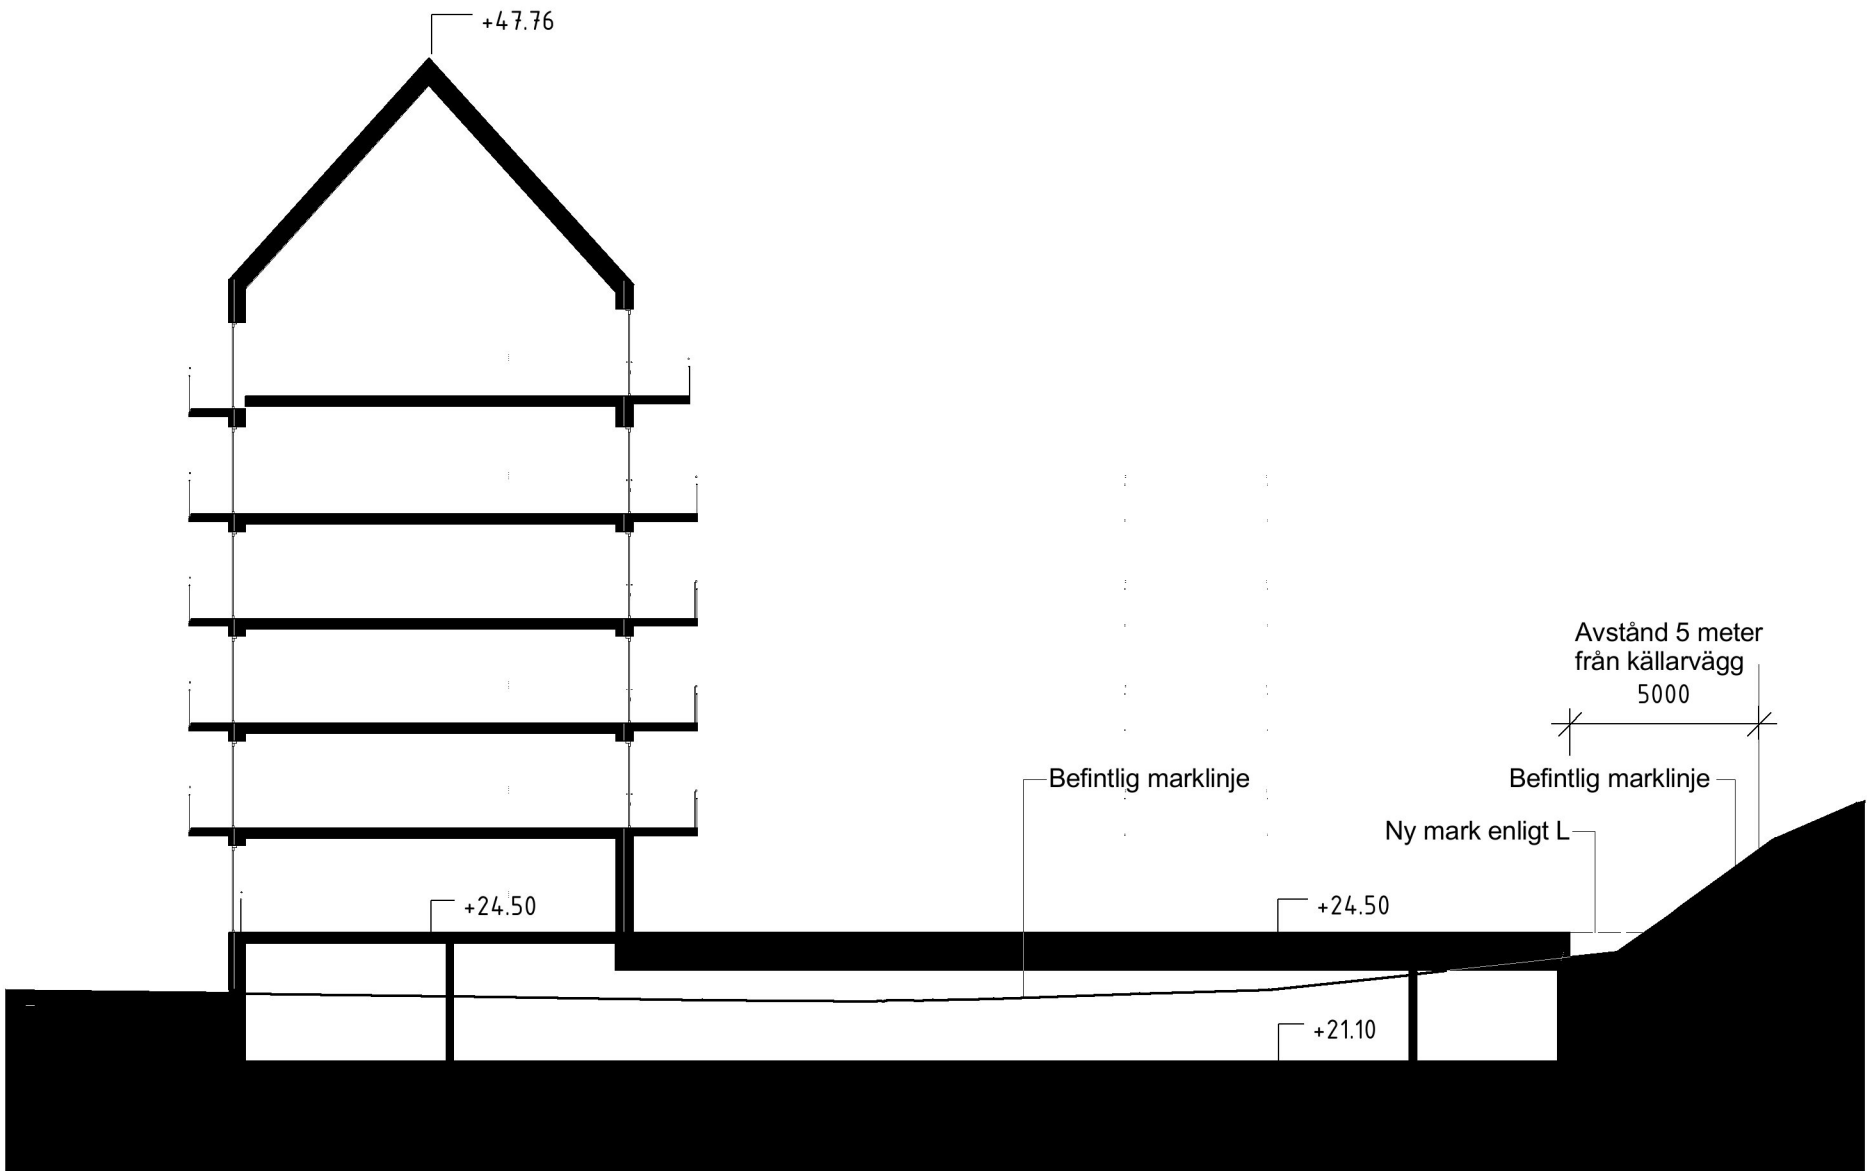 +47.76
Avstånd 5 meter
från källarvägg
5000
Befintlig marklinje
Befintlig marklinje
Ny mark enligt L
+24.50
+24.50
+21.10